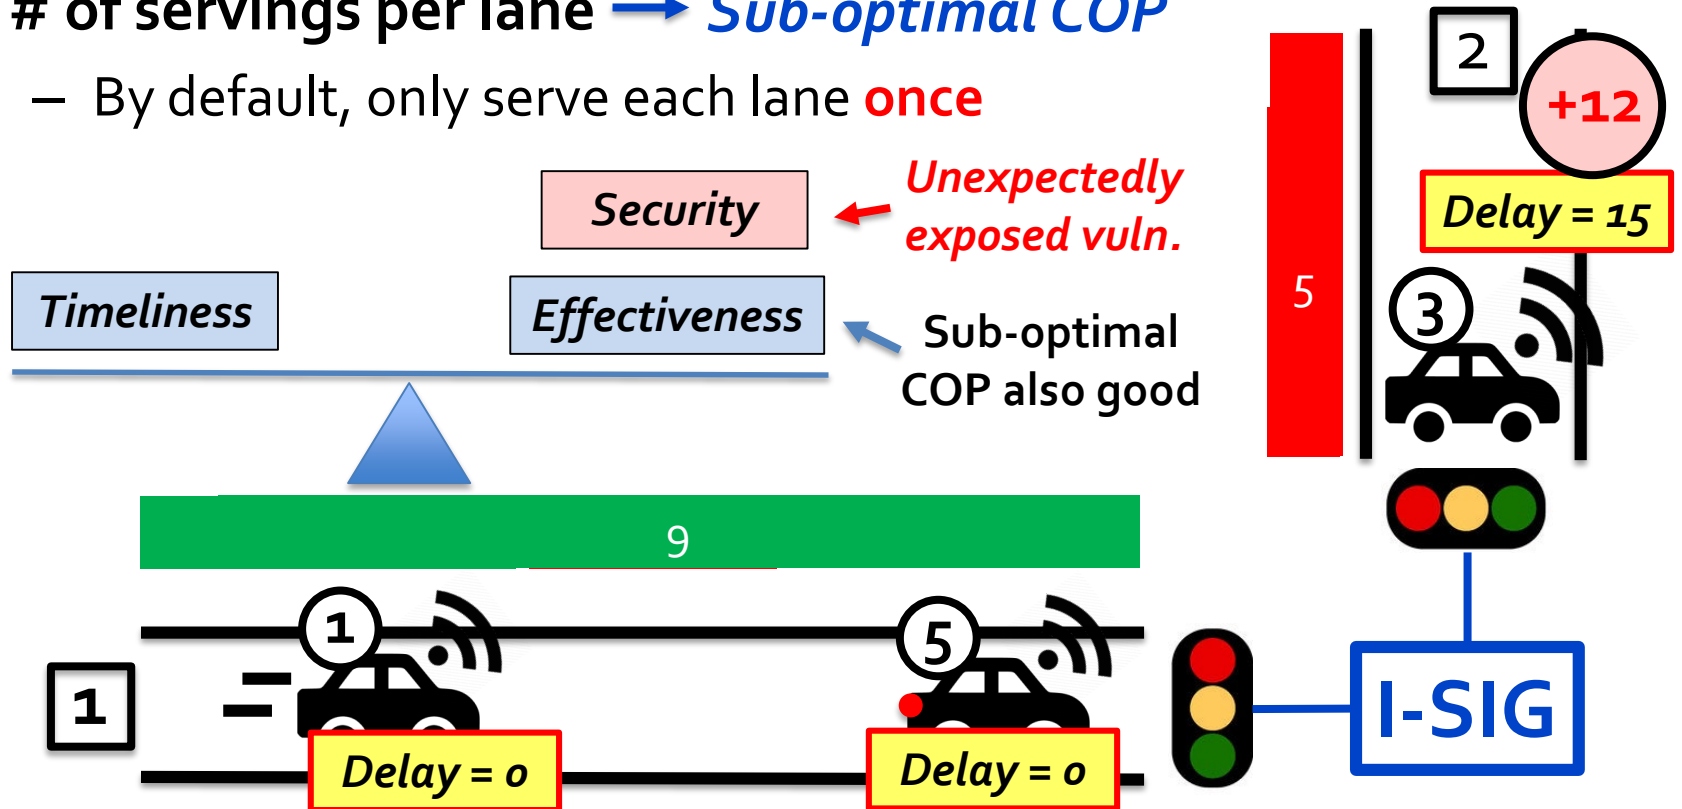 # of servings per lane → Sub-optimal COP
– By default, only serve each lane once
2
+12
Security
Unexpectedly
exposed vuln.
Delay = 15
Timeliness
Effectiveness
5
3
Sub-optimal
COP also good
9
1
5
1
I-SIG
Delay = 0
Delay = 0